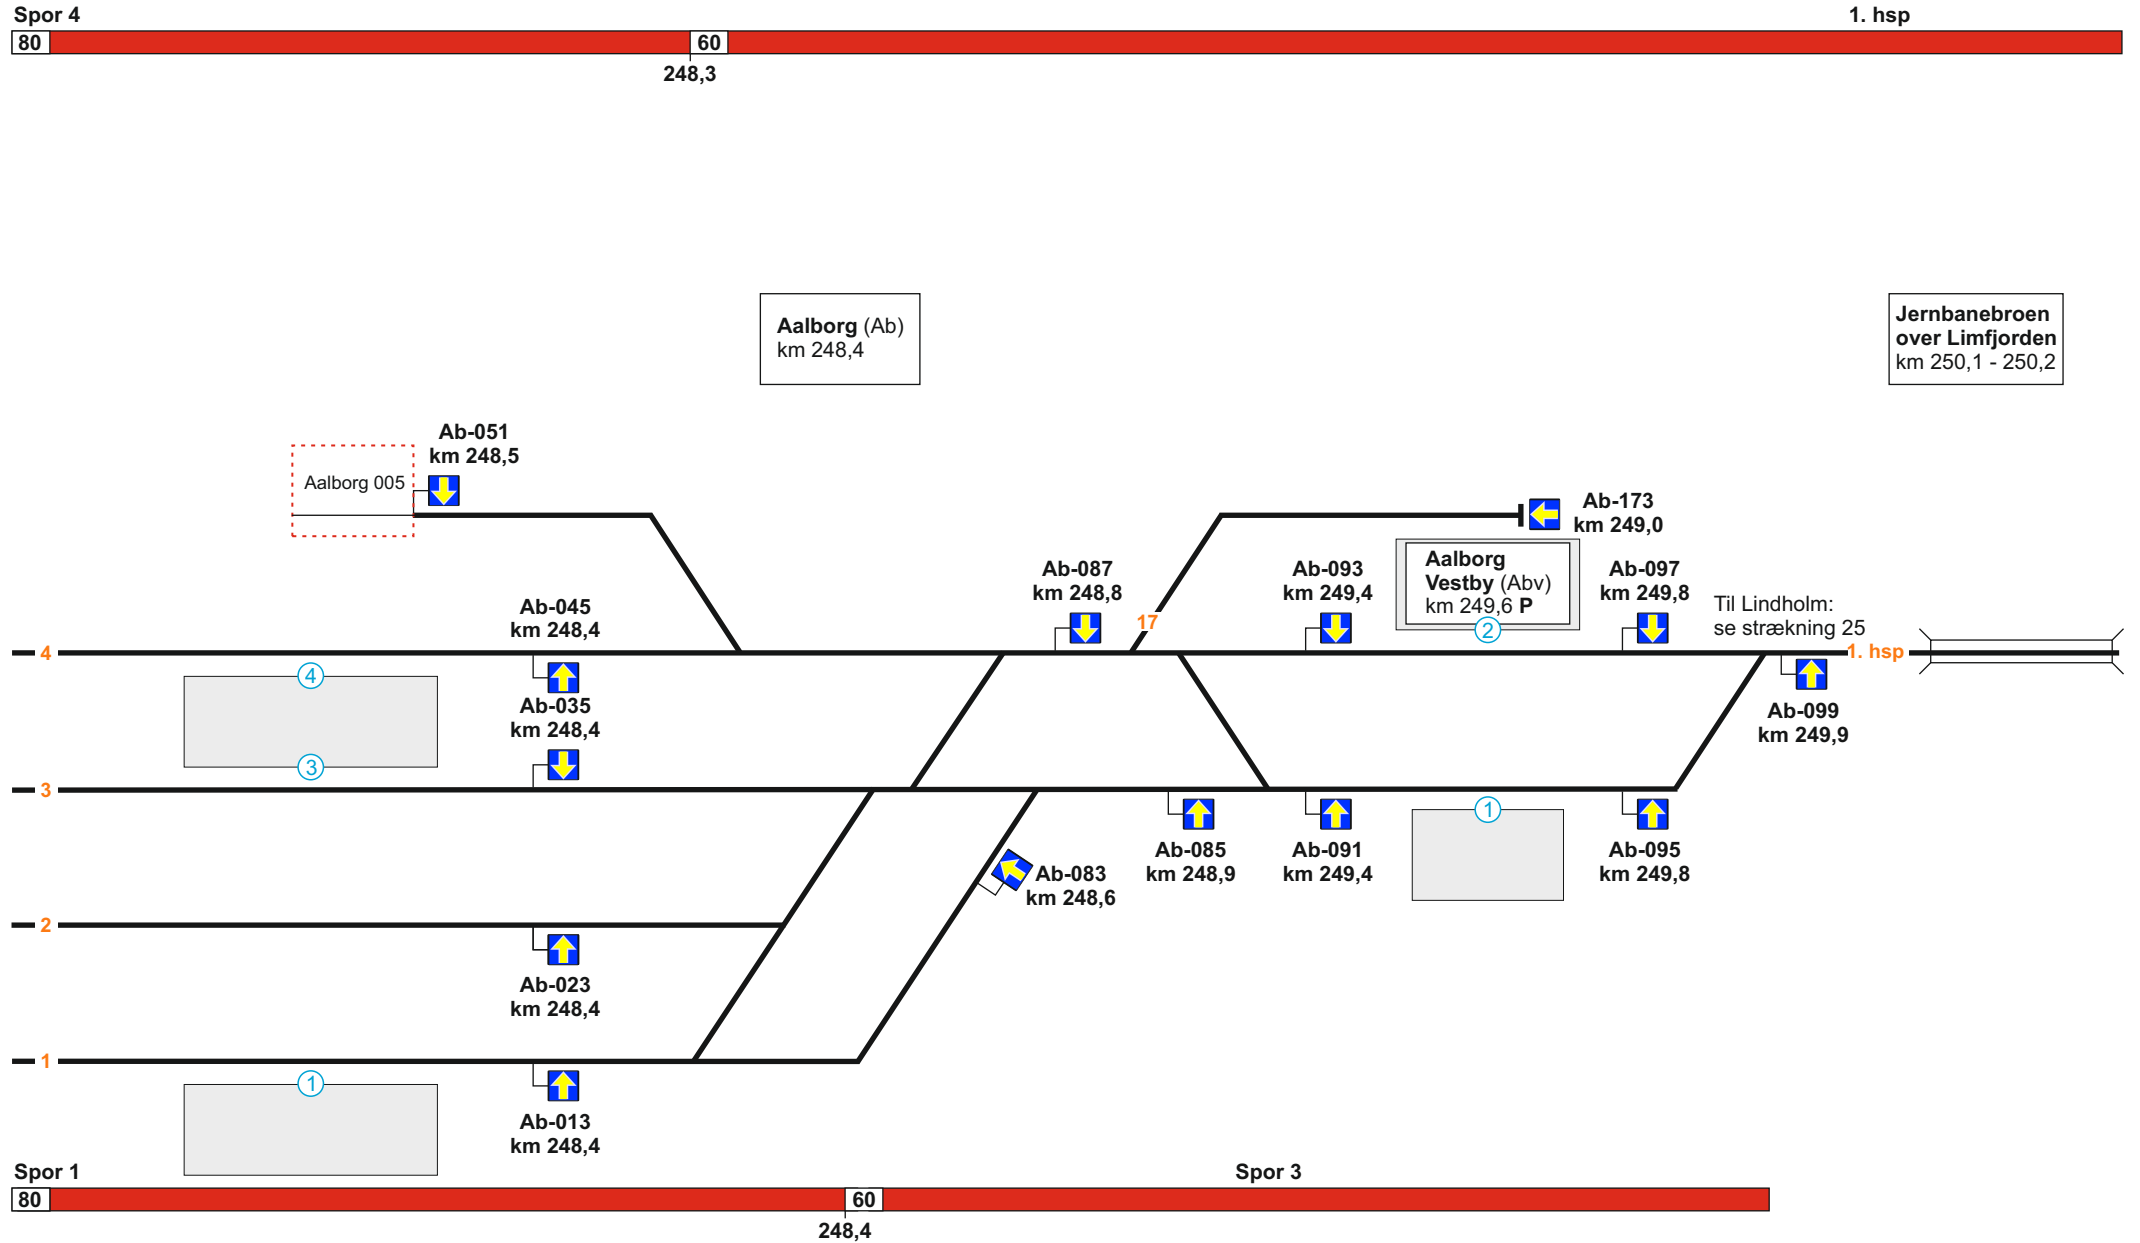 Spor 4
1. hsp
80
60
248,3
Aalborg (Ab)
km 248,4
Jernbanebroen
over Limfjorden
km 250,1 - 250,2
Ab-051
km 248,5
Aalborg 005
Ab-173
km 249,0
Ab-087
km 248,8
Ab-093
km 249,4
Aalborg
Vestby (Abv)
km 249,6 P
2
Ab-097
km 249,8
Til Lindholm:
se strækning 25
Ab-045
km 248,4
17
4
1. hsp
4
Ab-035
km 248,4
Ab-099
km 249,9
3
3
1
Ab-085
km 248,9
Ab-091
km 249,4
Ab-095
km 249,8
Ab-083
km 248,6
2
Ab-023
km 248,4
1
1
Ab-013
km 248,4
Spor 1
Spor 3
80
60
248,4